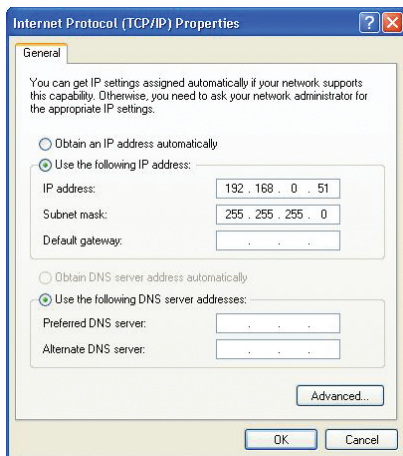 Internet Protocol (TCP/IP) Properties
General
You can get IP settings assigned automatically if your network supports
this capability. Otherwise, you need to ask your network administrator for
the appropriate IP settings.
Obtain an IP address automatically
Use the following IP address:
IP address: 192 . 168 . 0 . 51
Subnet mask: 255 . 255 . 255 . 0
Default gateway: . . .
Obtain DNS server address automatically
Use the following DNS server addresses:
Preferred DNS server: . . .
Alternate DNS server: . . .
Advanced...
OK Cancel